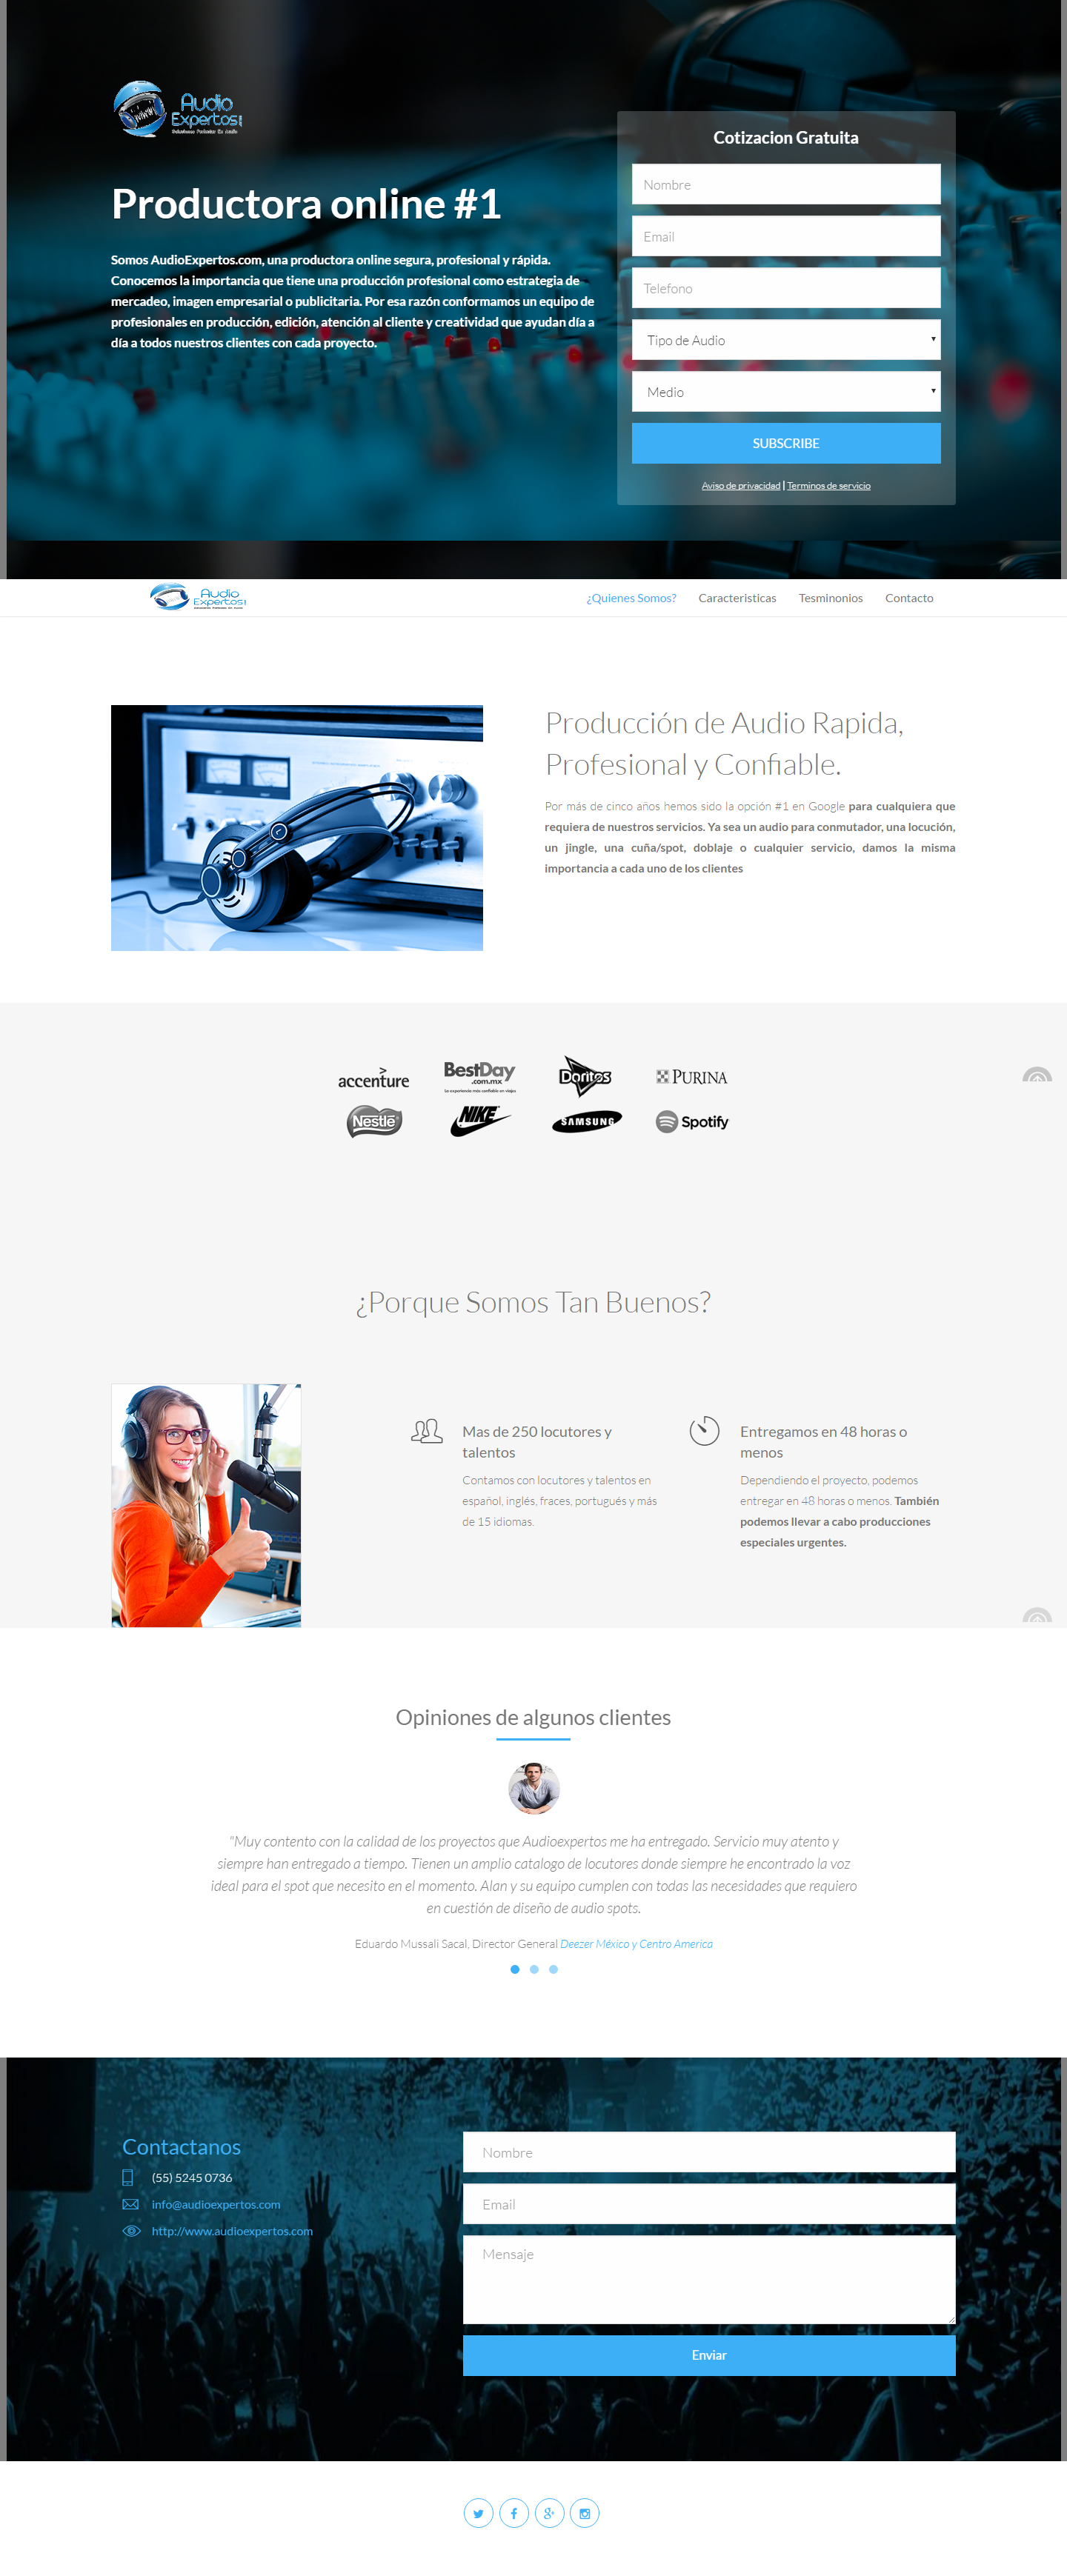 Audio
Expertos!
Soluciones Perfectas En Audio
Productora online #1
Somos AudioExpertos.com, una productora online segura, profesional y rápida.
Conocemos la importancia que tiene una producción profesional como estrategia de
mercadeo, imagen empresarial o publicitaria. Por esa razón conformamos un equipo de
profesionales en producción, edición, atención al cliente y creatividad que ayudan día a
día a todos nuestros clientes con cada proyecto.
Cotizacion Gratuita
Nombre
Email
Telefono
Tipo de Audio
Medio
SUBSCRIBE
Aviso de privacidad | Terminos de servicio
Audio
Expertos!
¿Quienes Somos?
Caracteristicas
Tesminonios
Contacto
Producción de Audio Rapida,
Profesional y Confiable.
Por más de cinco años hemos sido la opción #1 en Google para cualquiera que
requiera de nuestros servicios. Ya sea un audio para conmutador, una locución,
un jingle, una cuña/spot, doblaje o cualquier servicio, damos la misma
importancia a cada uno de los clientes
accenture
BestDay
.com.mx
La experiencia más confiable en viajes
Doritos
PURINA
Nestlé
NIKE
SAMSUNG
Spotify
¿Porque Somos Tan Buenos?
Mas de 250 locutores y
talentos
Contamos con locutores y talentos en
español, inglés, fraces, portugués y más
de 15 idiomas.
Entregamos en 48 horas o
menos
Dependiendo el proyecto, podemos
entregar en 48 horas o menos. También
podemos llevar a cabo producciones
especiales urgentes.
Opiniones de algunos clientes
"Muy contento con la calidad de los proyectos que Audioexpertos me ha entregado. Servicio muy atento y
siempre han entregado a tiempo. Tienen un amplio catalogo de locutores donde siempre he encontrado la voz
ideal para el spot que necesito en el momento. Alan y su equipo cumplen con todas las necesidades que requiero
en cuestión de diseño de audio spots.
Eduardo Mussali Sacal, Director General Deezer México y Centro America
Contactanos
(55) 5245 0736
info@audioexpertos.com
http://www.audioexpertos.com
Nombre
Email
Mensaje
Enviar